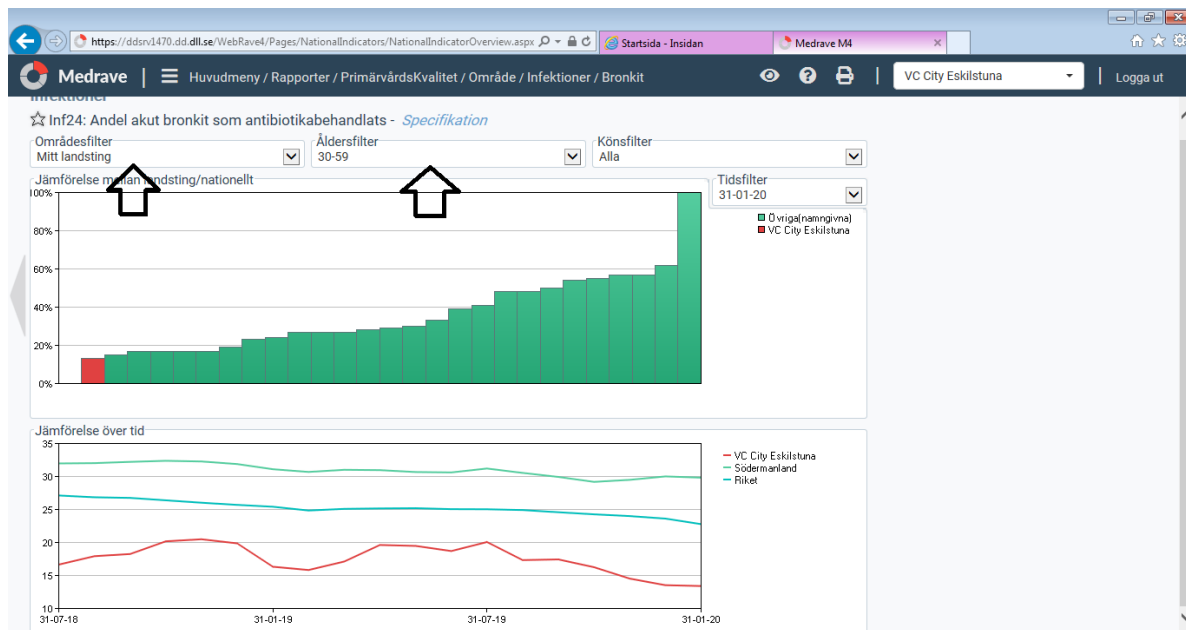 https://ddsrv1470.dd.dll.se/WebRave4/Pages/NationalIndicators/NationalIndicatorOverview.aspx
Startsida - Insidan
Medrave M4
Medrave | Huvudmeny / Rapporter / PrimärvårdsKvalitet / Område / Infektioner / Bronkit
VC City Eskilstuna
Logga ut
Infektioner
Inf24: Andel akut bronkit som antibiotikabehandlats - Specifikation
Områdesfilter
Mitt landsting
Åldersfilter
30-59
Könsfilter
Alla
Jämförelse mellan landsting/nationellt
Tidsfilter
31-01-20
100%
80%
60%
40%
20%
0%
Övriga(namngivna)
VC City Eskilstuna
Jämförelse över tid
35
30
25
20
15
10
31-07-18
31-01-19
31-07-19
31-01-20
VC City Eskilstuna
Södermanland
Riket